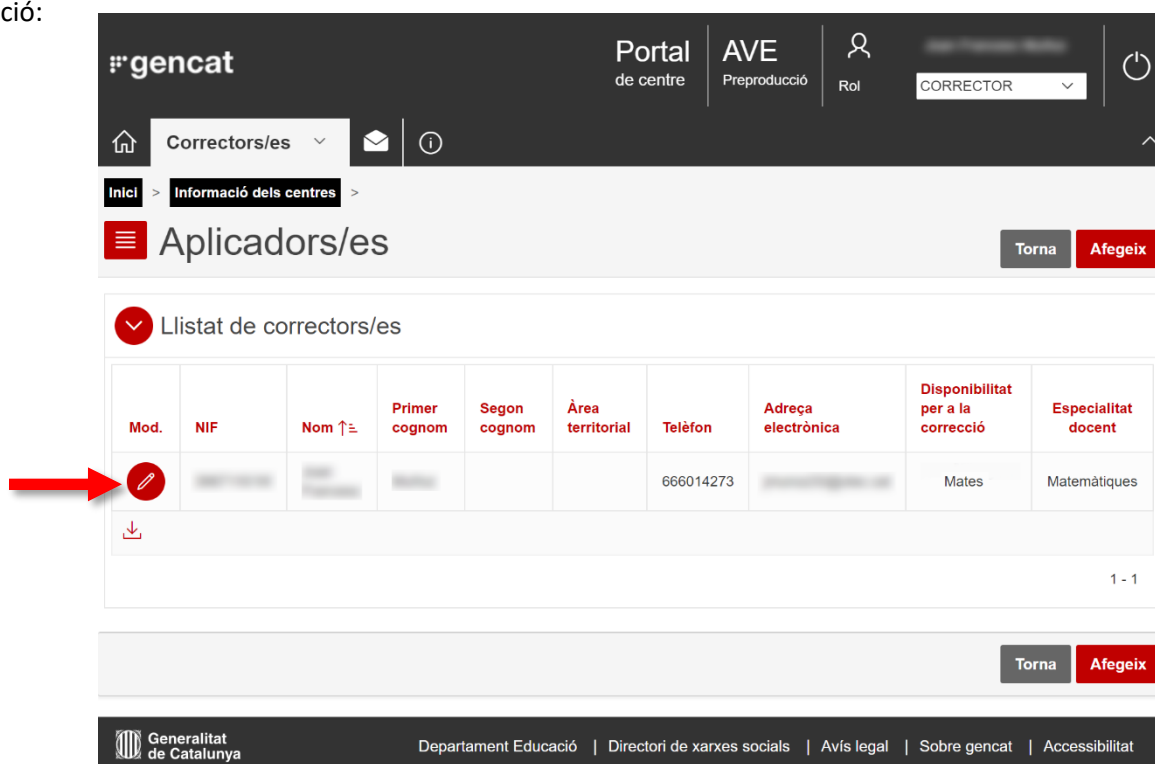 ció:
gencat
Portal
de centre
AVE
Preproducció
Rol
CORRECTOR
Correctors/es
Inici > Informació dels centres >
Aplicadors/es
Torna Afegeix
Llistat de correctors/es
Mod. NIF Nom Primer cognom Segon cognom Àrea territorial Telèfon Adreça electrònica Disponibilitat per a la correcció Especialitat docent
666014273 Mates Matemàtiques
1 - 1
Torna Afegeix
Generalitat
de Catalunya
Departament Educació | Directori de xarxes socials | Avís legal | Sobre gencat | Accessibilitat